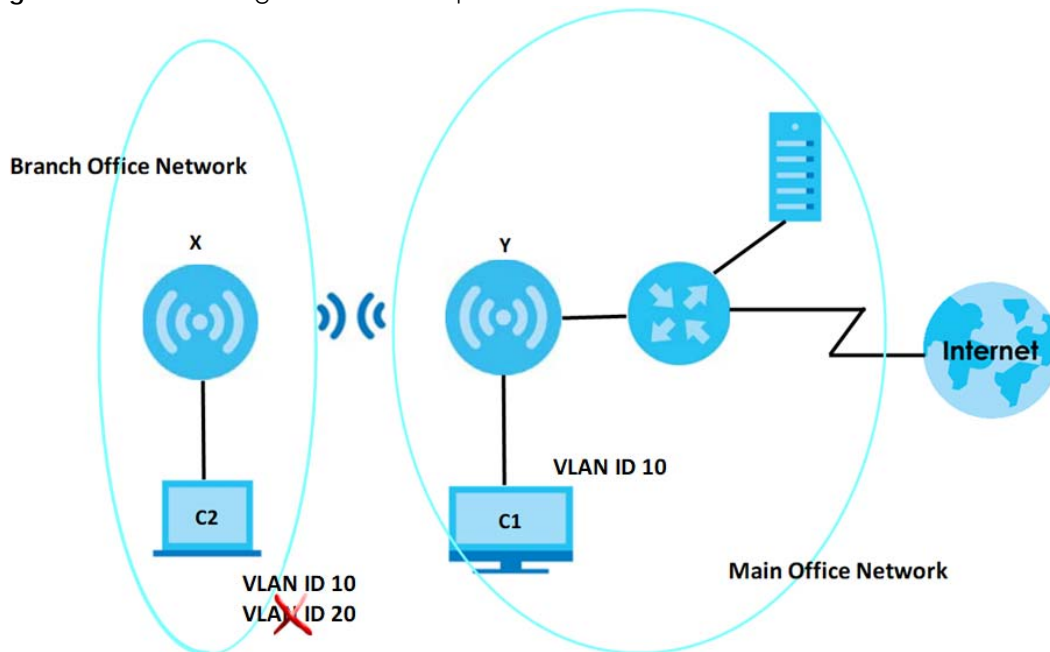 Branch Office Network
X
Y
Internet
VLAN ID 10
C2
C1
VLAN ID 10
VLAN ID 20
Main Office Network